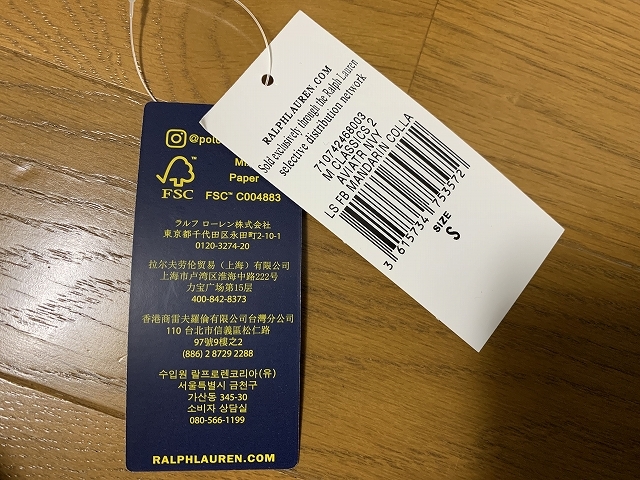 @polo
Mi
Paper
FSC™ C004883
FSC
ラルフ ローレン株式会社
東京都千代田区永田町2-10-1
0120-3274-20
拉尔夫劳伦贸易（上海）有限公司
上海市卢湾区淮海中路222号
力宝广场第15层
400-842-8373
香港商雷夫羅倫有限公司台灣分公司
110 台北市信義區松仁路
97號9樓之2
(886) 2 8729 2288
수입원 랄프로렌코리아(유)
서울특별시 금천구
가산동 345-30
소비자 상담실
080-566-1199
RALPHLAUREN.COM
RALPHLAUREN.COM
Sold exclusively through the Ralph Lauren
selective distribution network
710742468003
M CLASSICS 2
AVIATR NVY
LS FB MANDARIN COLLA
3 615734 753572
SIZE
S